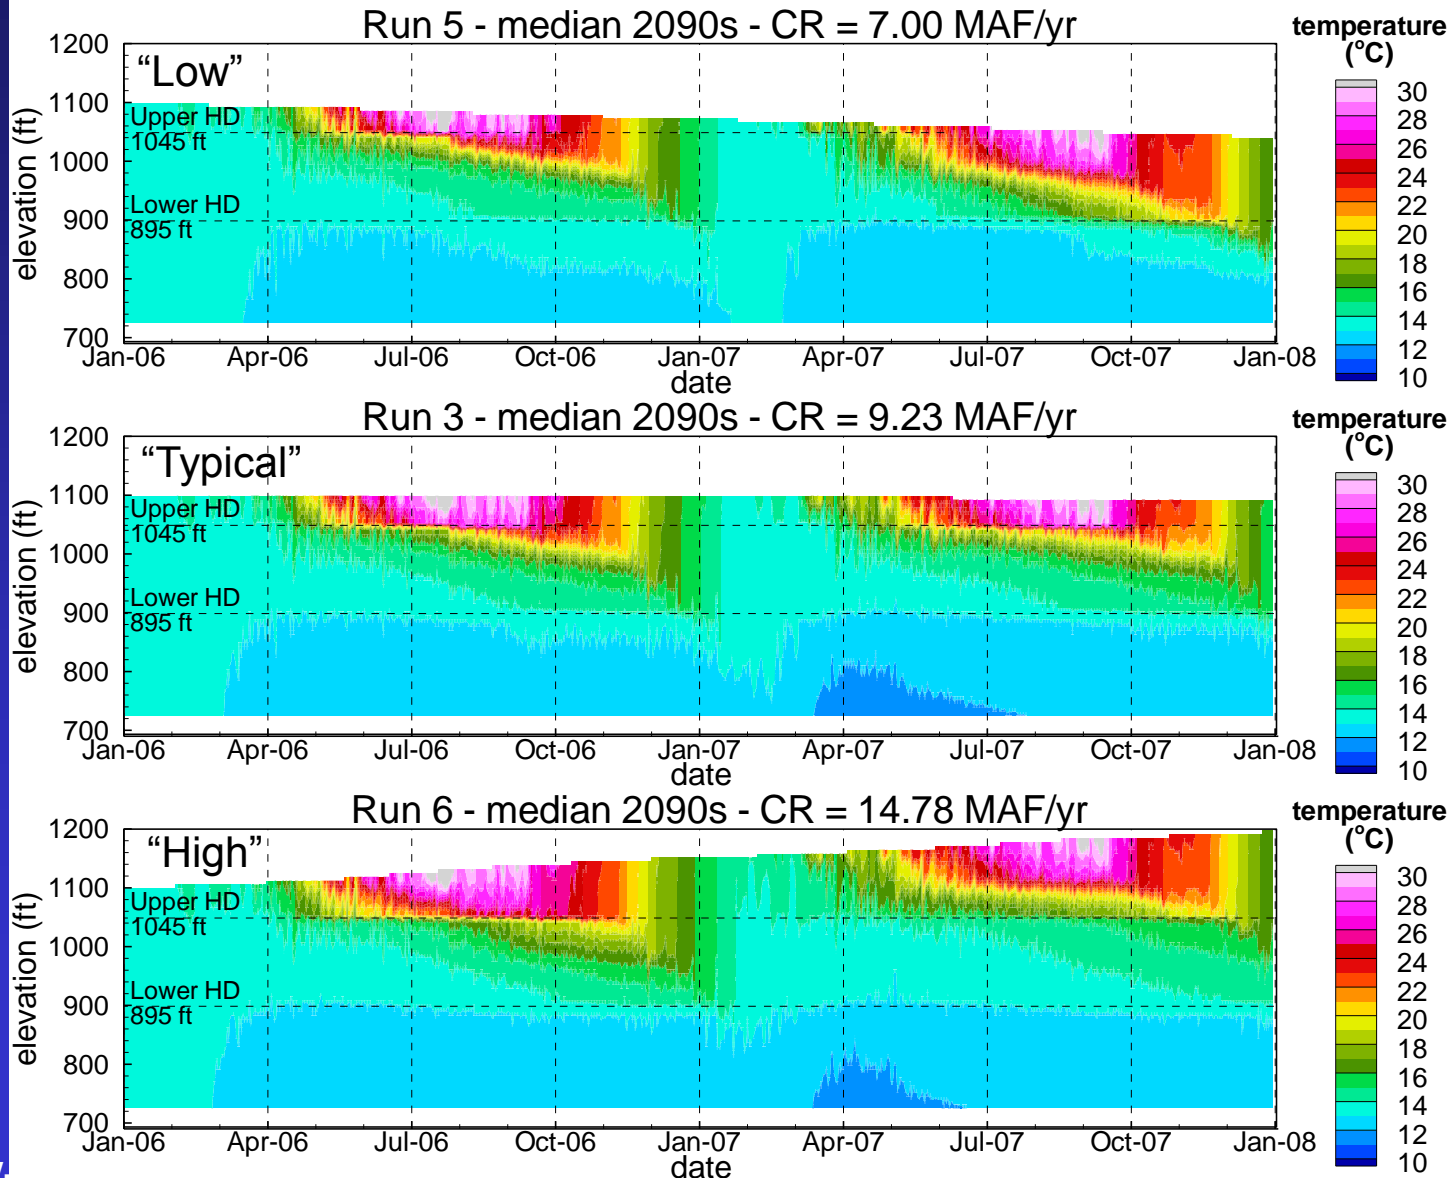 Run 5 - median 2090s - CR = 7.00 MAF/yr
temperature
(°C)
"Low"
Upper HD
1045 ft
Lower HD
895 ft
elevation (ft)
1200
1100
1000
900
800
700
Jan-06 Apr-06 Jul-06 Oct-06 Jan-07 Apr-07 Jul-07 Oct-07 Jan-08
date
30
28
26
24
22
20
18
16
14
12
10
Run 3 - median 2090s - CR = 9.23 MAF/yr
temperature
(°C)
“Typical”
Upper HD
1045 ft
Lower HD
895 ft
elevation (ft)
1200
1100
1000
900
800
700
Jan-06 Apr-06 Jul-06 Oct-06 Jan-07 Apr-07 Jul-07 Oct-07 Jan-08
date
30
28
26
24
22
20
18
16
14
12
10
Run 6 - median 2090s - CR = 14.78 MAF/yr
temperature
(°C)
“High”
Upper HD
1045 ft
Lower HD
895 ft
elevation (ft)
1200
1100
1000
900
800
700
Jan-06 Apr-06 Jul-06 Oct-06 Jan-07 Apr-07 Jul-07 Oct-07 Jan-08
date
30
28
26
24
22
20
18
16
14
12
10